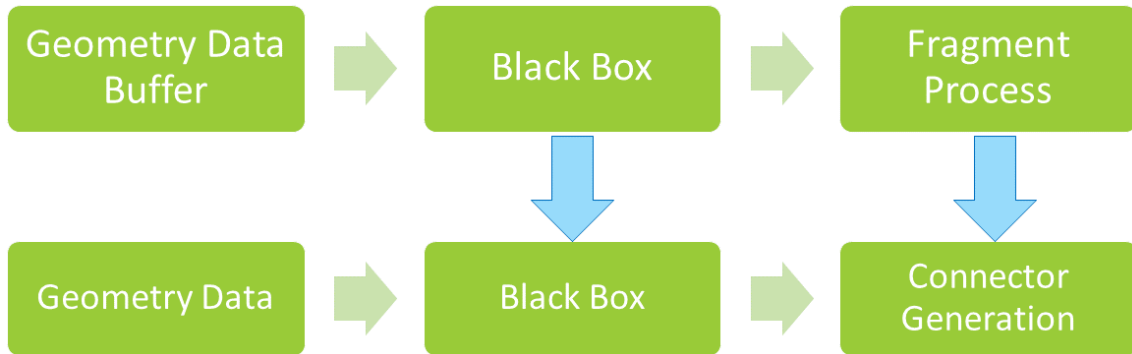 Geometry Data
Buffer
Black Box
Fragment
Process
Geometry Data
Black Box
Connector
Generation